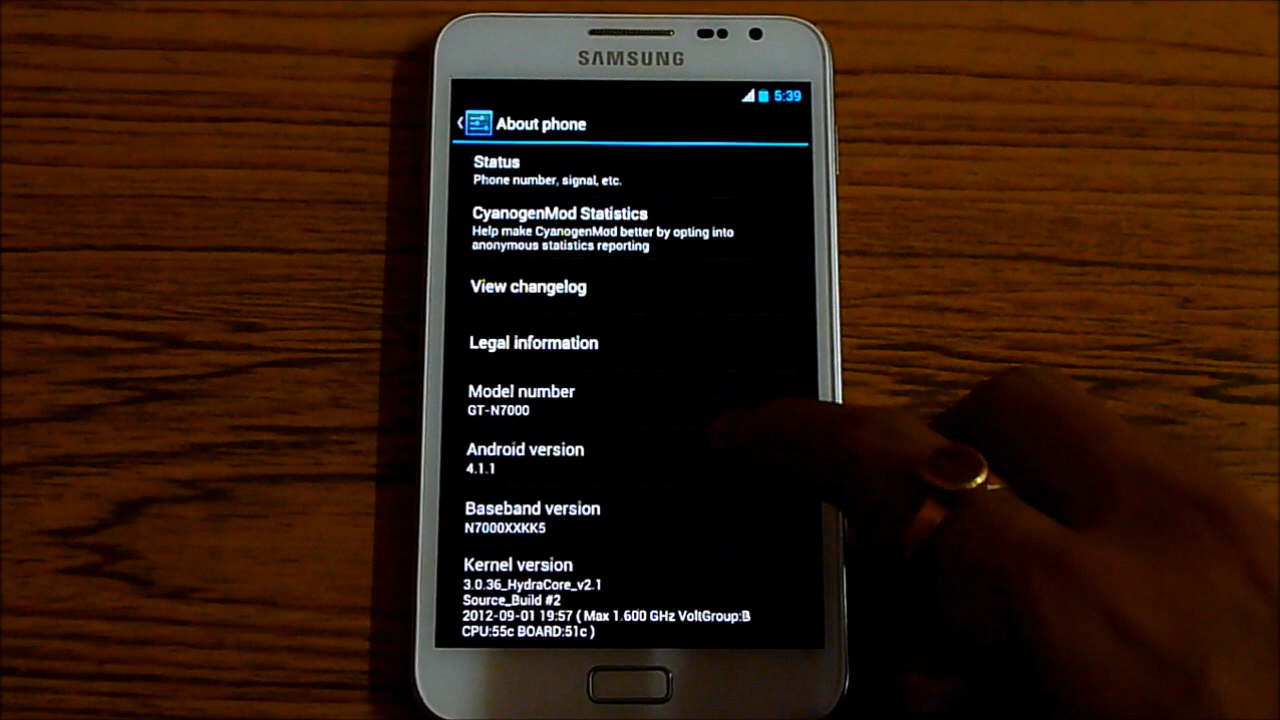 SAMSUNG
5:39
About phone
Status
Phone number, signal, etc.
CyanogenMod Statistics
Help make CyanogenMod better by opting into
anonymous statistics reporting
View changelog
Legal information
Model number
GT-N7000
Android version
4.1.1
Baseband version
N7000XXKK5
Kernel version
3.0.36_HydraCore_v2.1
Source_Build #2
2012-09-01 19:57 ( Max 1.600 GHz VoltGroup:B
CPU:55c BOARD:51c )